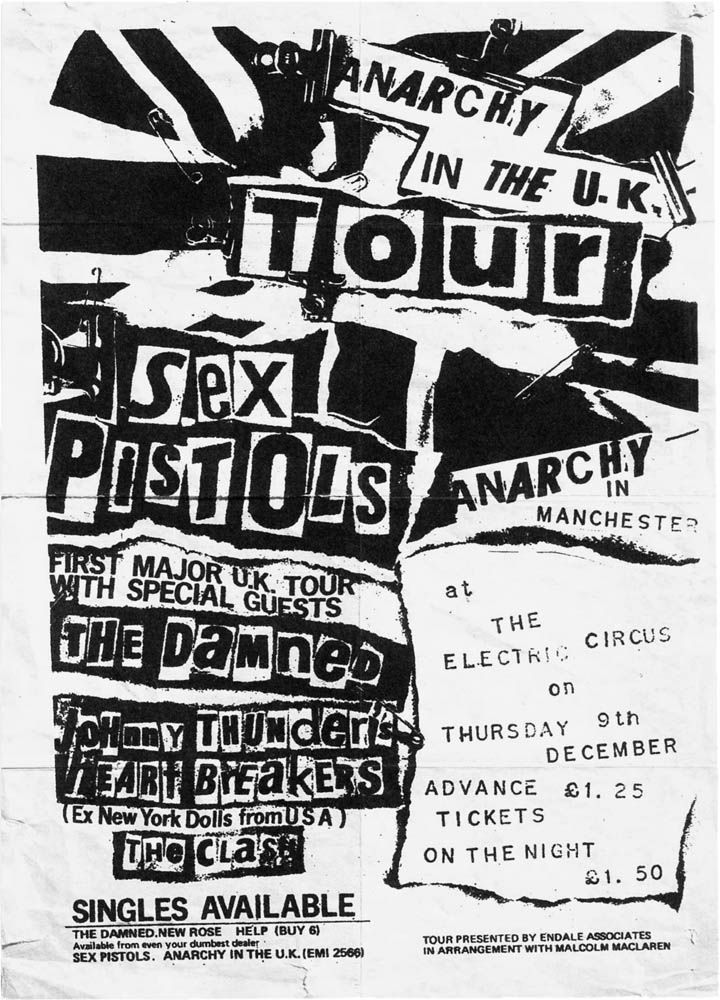 ANARCHY
IN THE U.K.
Tour
Sex
PiSTOLS
FIRST MAJOR U.K. TOUR
WITH SPECIAL GUESTS
THE DamneD
JOHnnY THUNder's
HEARTBREAKERS
(Ex New York Dolls from USA)
THe CLash
SINGLES AVAILABLE
THE DAMNED. NEW ROSE HELP (BUY 6)
Available from even your dumbest dealer
SEX PISTOLS. ANARCHY IN THE U.K. (EMI 2566)
ANARCHY
IN
MANCHESTER
at
THE
ELECTRIC CIRCUS
on
THURSDAY 9th
DECEMBER
ADVANCE £1.25
TICKETS
ON THE NIGHT
£1.50
TOUR PRESENTED BY ENDALE ASSOCIATES
IN ARRANGEMENT WITH MALCOLM MACLAREN